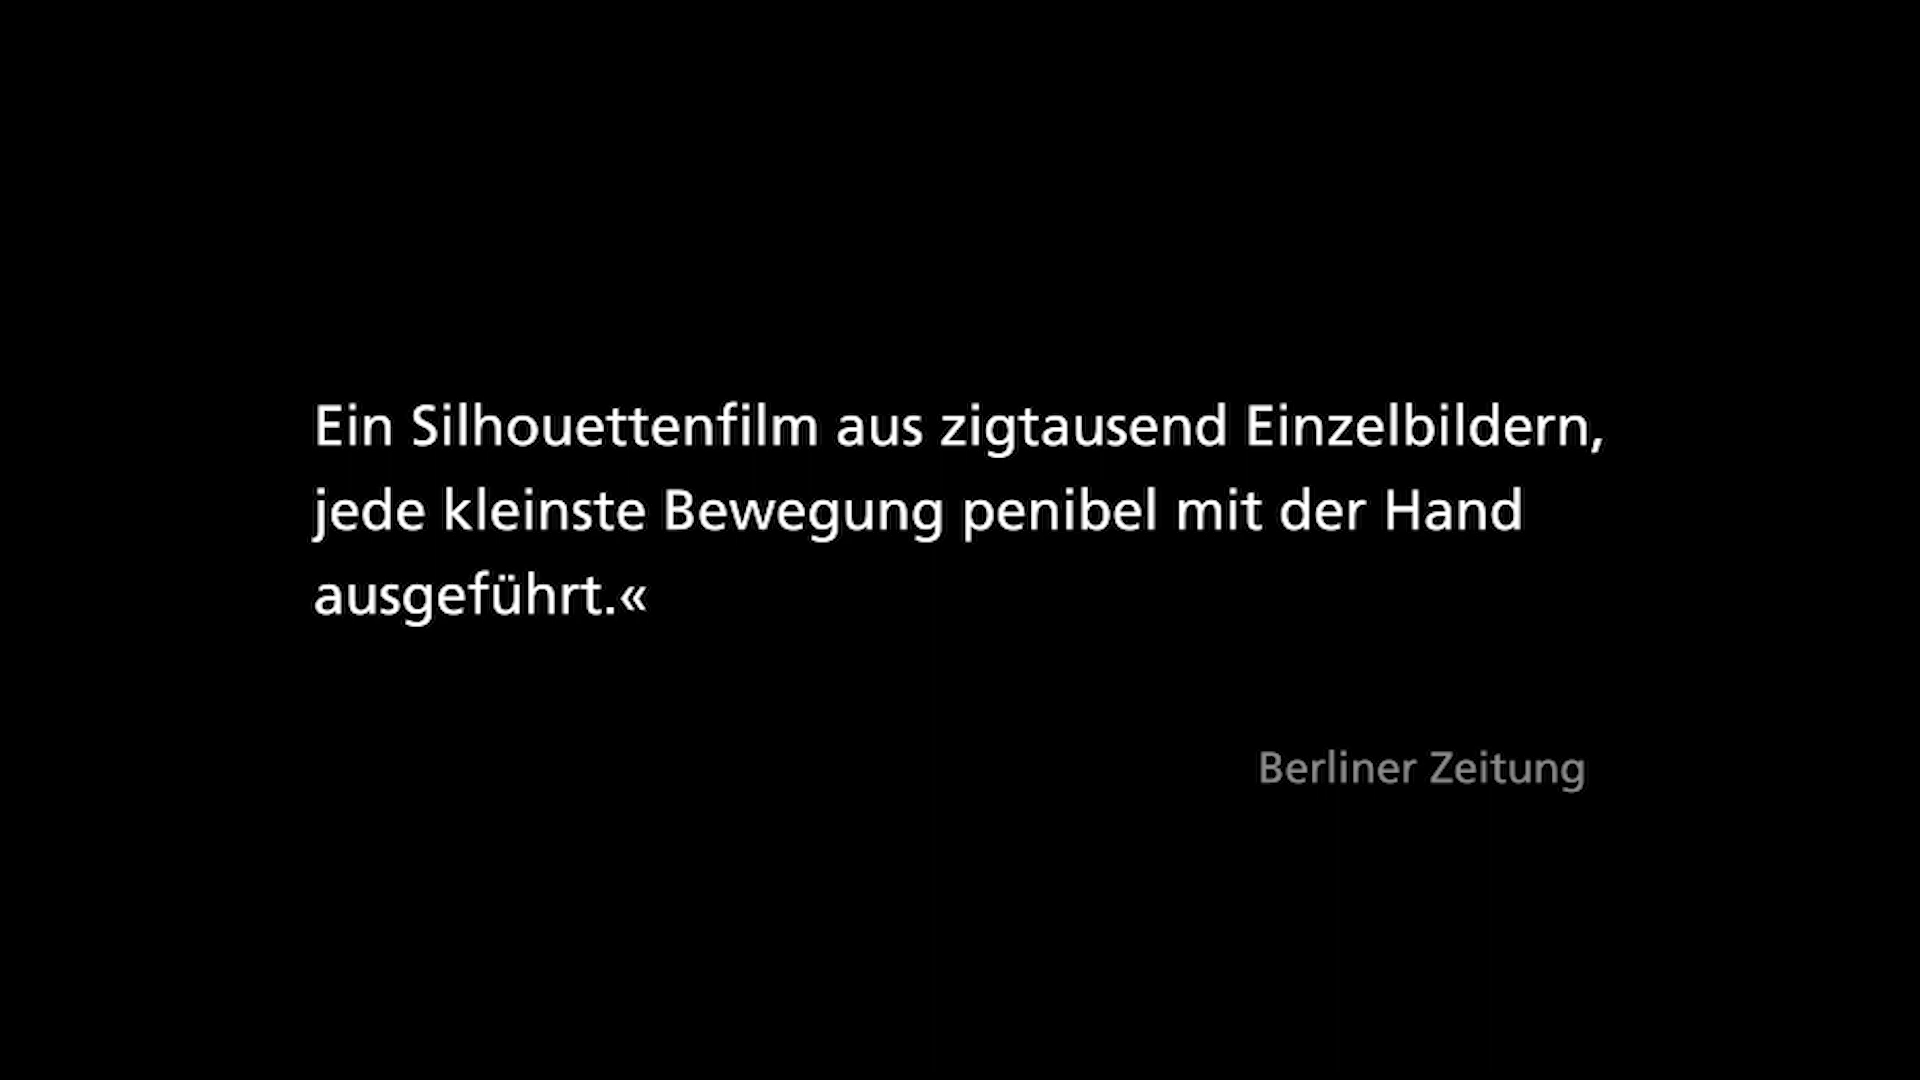 Ein Silhouettenfilm aus zigtausend Einzelbildern,
jede kleinste Bewegung penibel mit der Hand
ausgeführt.«
Berliner Zeitung